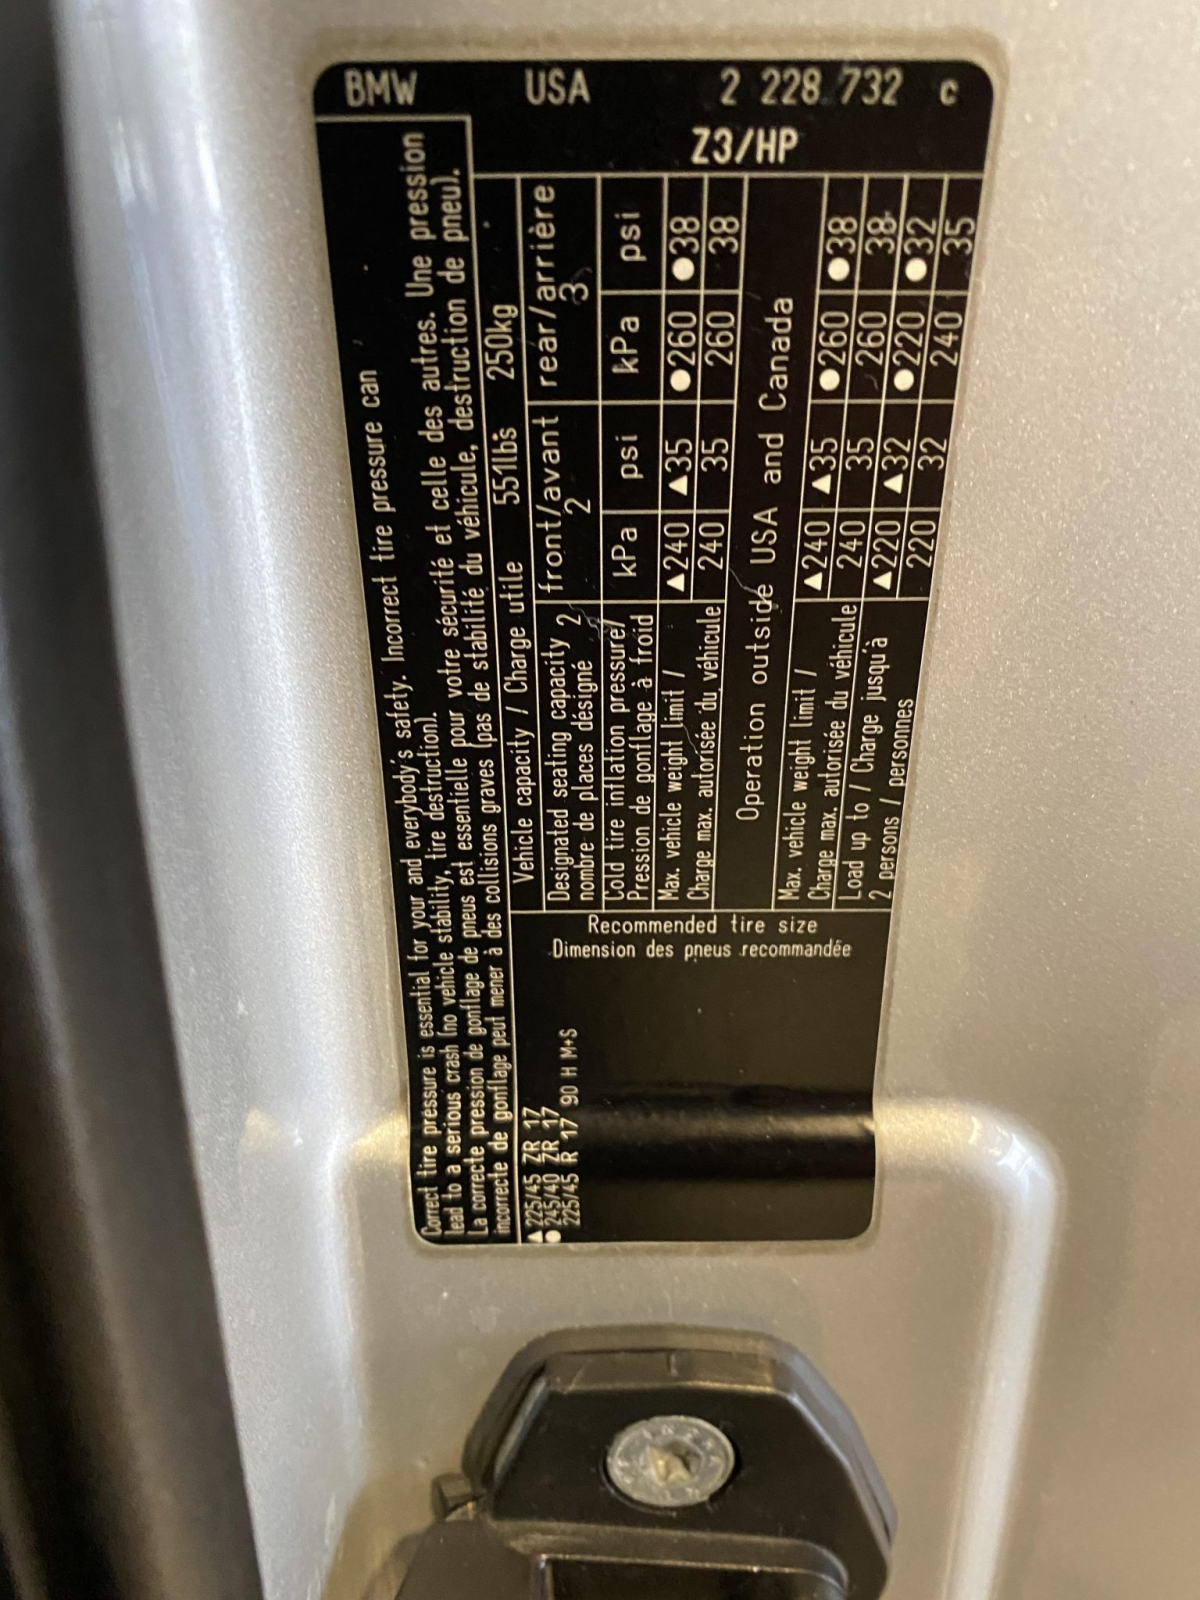 BMW USA 2 228 732 c
Z3/HP
Correct tire pressure is essential for your and everybody's safety. Incorrect tire pressure can
lead to a serious crash (no vehicle stability, tire destruction).
La correcte pression de gonflage de pneus est essentielle pour votre sécurité et celle des autres. Une pression
incorrecte de gonflage peut mener à des collisions graves (pas de stabilité du véhicule, destruction de pneu).
Vehicle capacity / Charge utile 551lbs 250kg
Designated seating capacity 2 front/avant rear/arrière
nombre de places désigné 2 3
Cold tire inflation pressure/ kPa psi kPa psi
Pression de gonflage à froid
Max. vehicle weight limit / ▲240 ▲35 ●260 ●38
Charge max. autorisée du véhicule 240 35 260 38
Operation outside USA and Canada
Max. vehicle weight limit / ▲240 ▲35 ●260 ●38
Charge max. autorisée du véhicule 240 35 260 38
Load up to / Charge jusqu'à ▲220 ▲32 ●220 ●32
2 persons / personnes 220 32 240 35
Recommended tire size
Dimension des pneus recommandée
▲ 225/45 ZR 17
● 245/40 ZR 17
225/45 R 17 90 H M+S